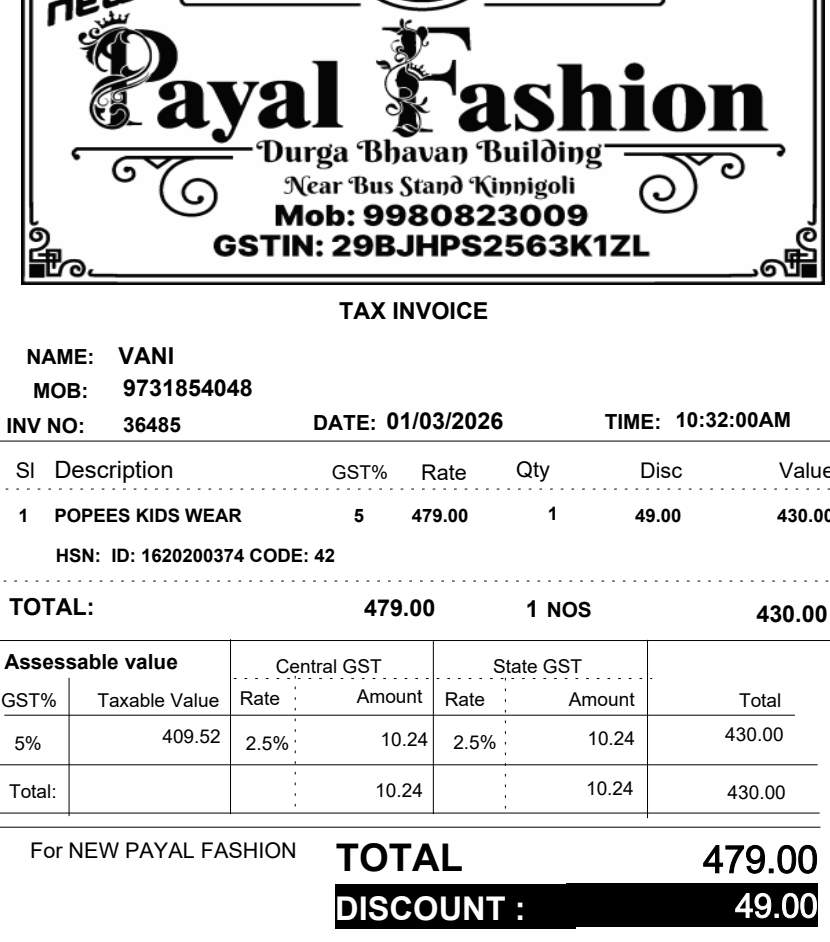 new
Payal Fashion
Durga Bhavan Building
Near Bus Stand Kinnigoli
Mob: 9980823009
GSTIN: 29BJHPS2563K1ZL
TAX INVOICE
NAME: VANI
MOB: 9731854048
INV NO: 36485 DATE: 01/03/2026 TIME: 10:32:00AM
Sl Description GST% Rate Qty Disc Value
1 POPEES KIDS WEAR 5 479.00 1 49.00 430.00
HSN: ID: 1620200374 CODE: 42
TOTAL: 479.00 1 NOS 430.00
Assessable value Central GST State GST
GST% Taxable Value Rate Amount Rate Amount Total
5% 409.52 2.5% 10.24 2.5% 10.24 430.00
Total: 10.24 10.24 430.00
For NEW PAYAL FASHION TOTAL 479.00
DISCOUNT : 49.00